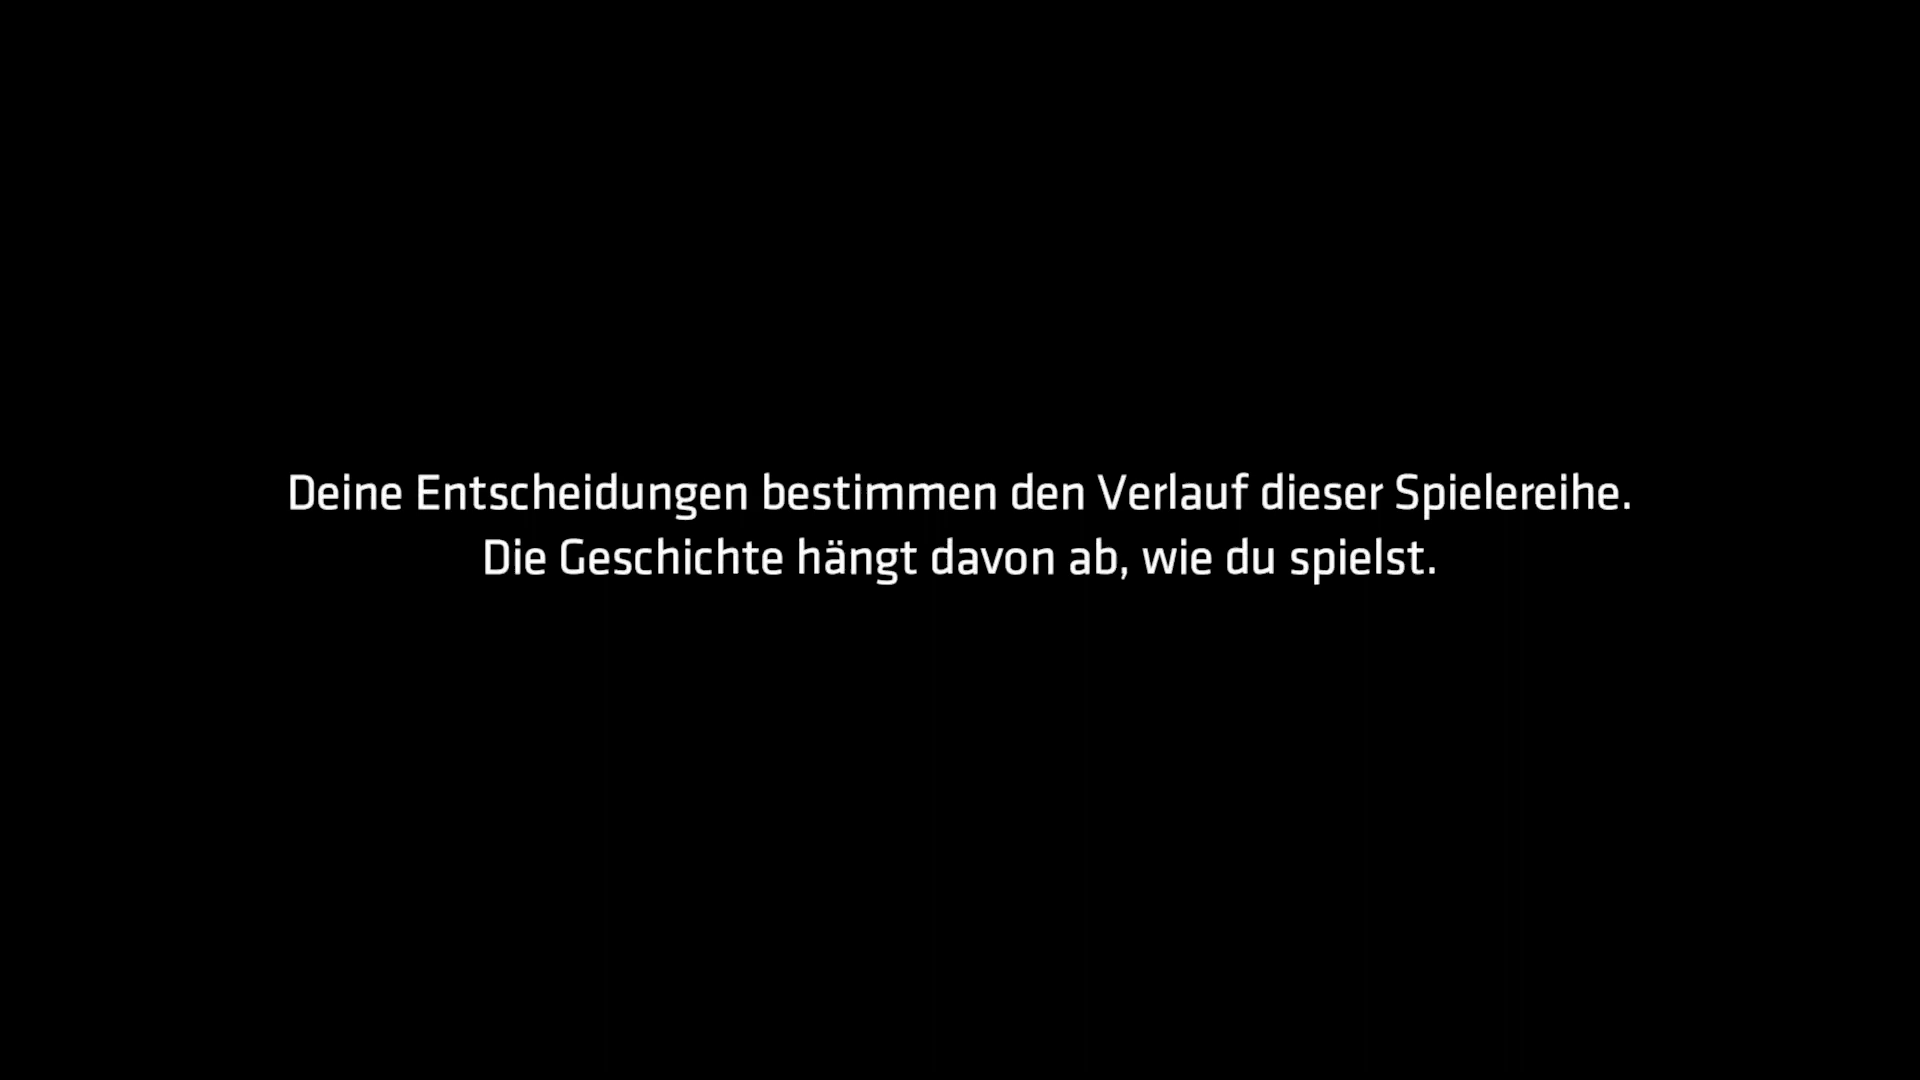 Deine Entscheidungen bestimmen den Verlauf dieser Spielereihe.
Die Geschichte hängt davon ab, wie du spielst.